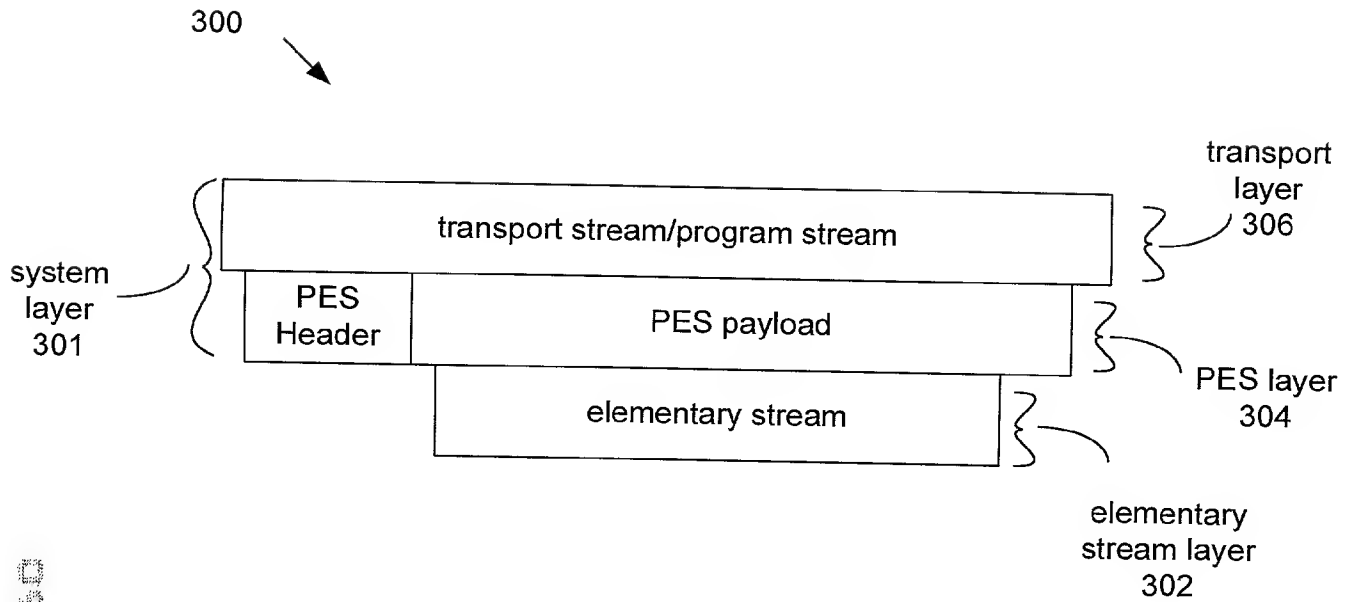 300
transport
layer
306
transport stream/program stream
system
layer
301
PES
Header
PES payload
PES layer
304
elementary stream
elementary
stream layer
302